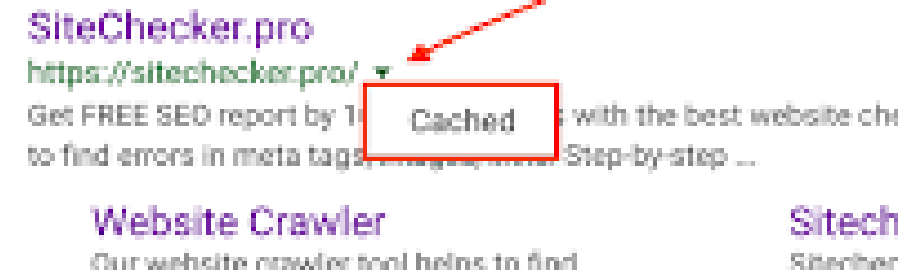 SiteChecker.pro
https://sitechecker.pro/
Get FREE SEO report by with the best website che
Cached
to find errors in meta tags, Step-by-step ...
Website Crawler Sitech
Our website crawler tool helps to find Sitecher